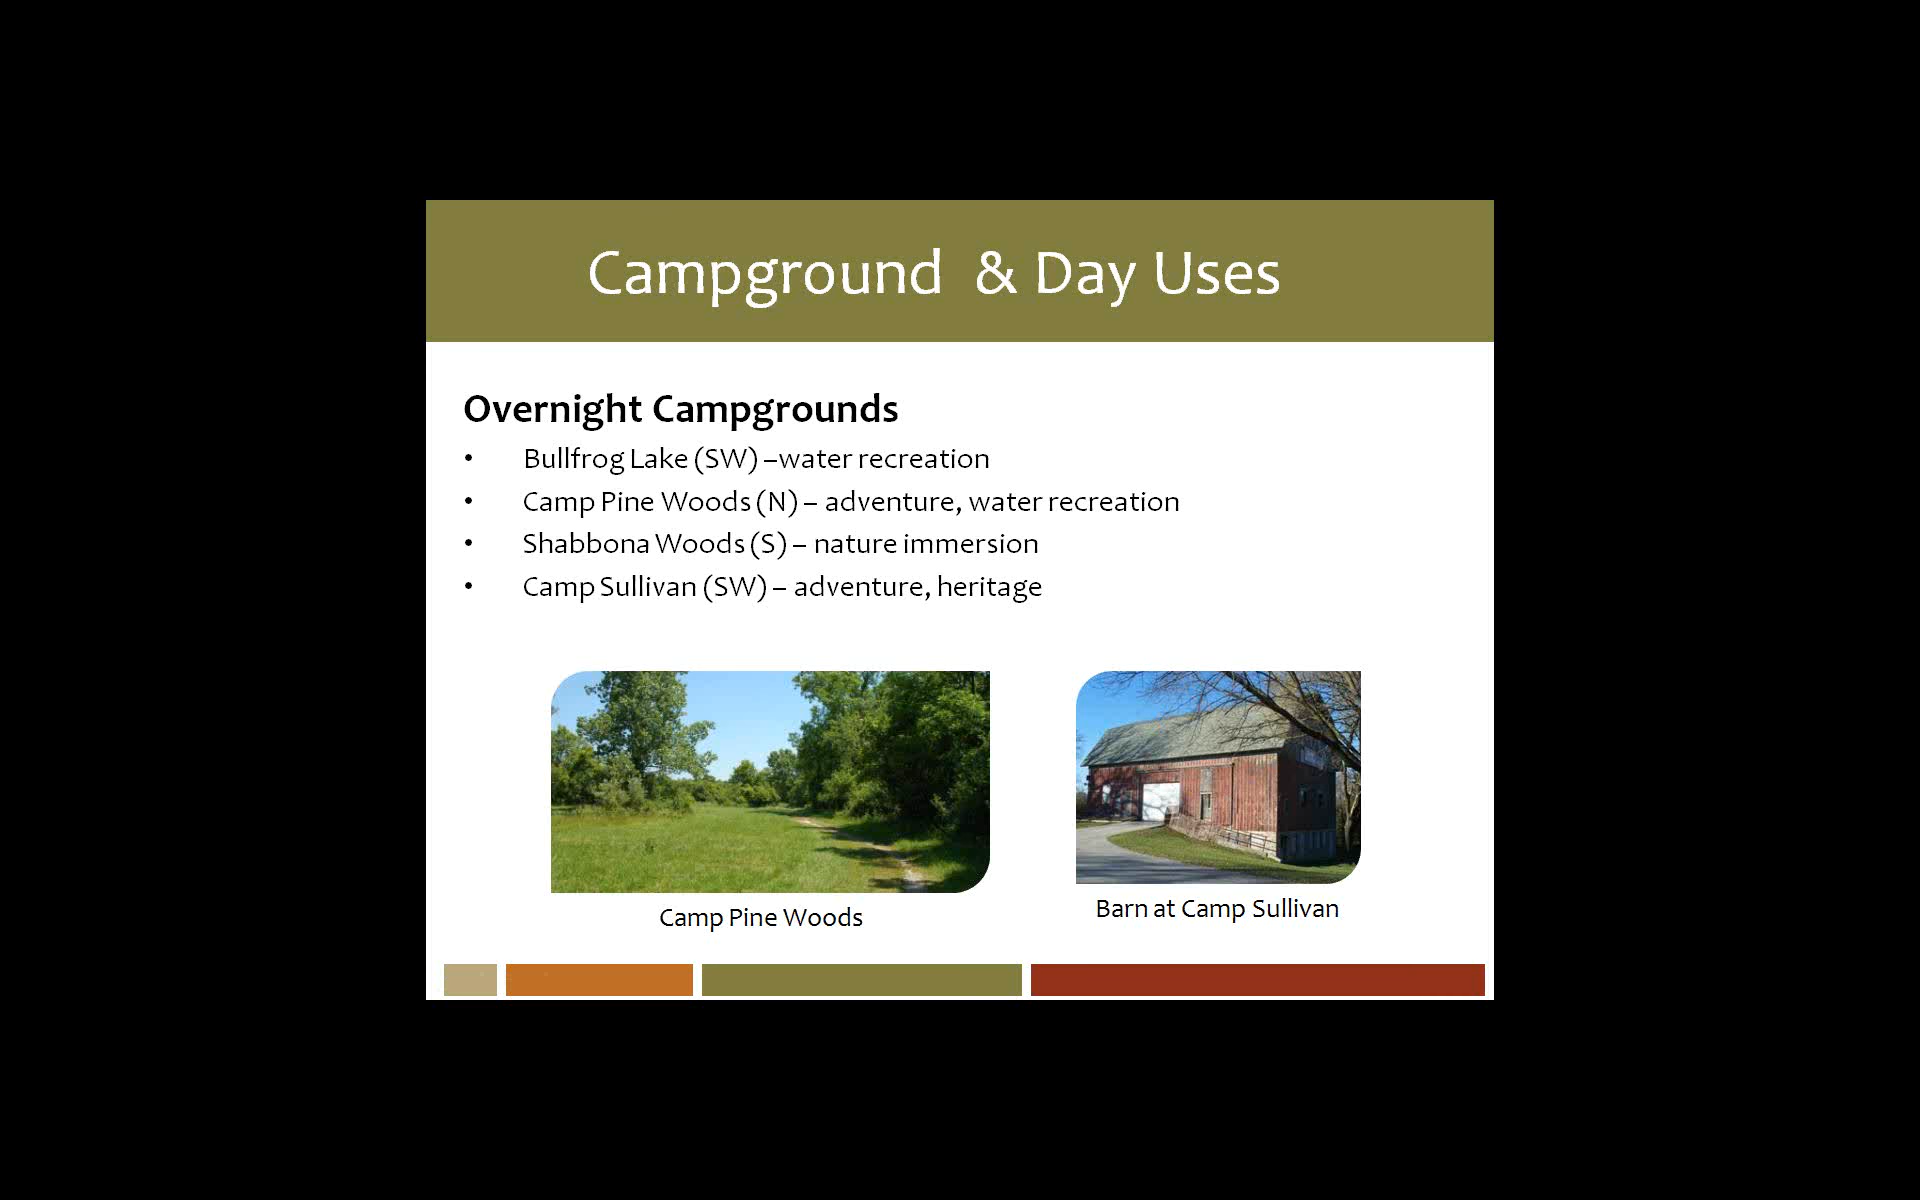 Campground & Day Uses
Overnight Campgrounds
• Bullfrog Lake (SW) –water recreation
• Camp Pine Woods (N) – adventure, water recreation
• Shabbona Woods (S) – nature immersion
• Camp Sullivan (SW) – adventure, heritage
Camp Pine Woods
Barn at Camp Sullivan